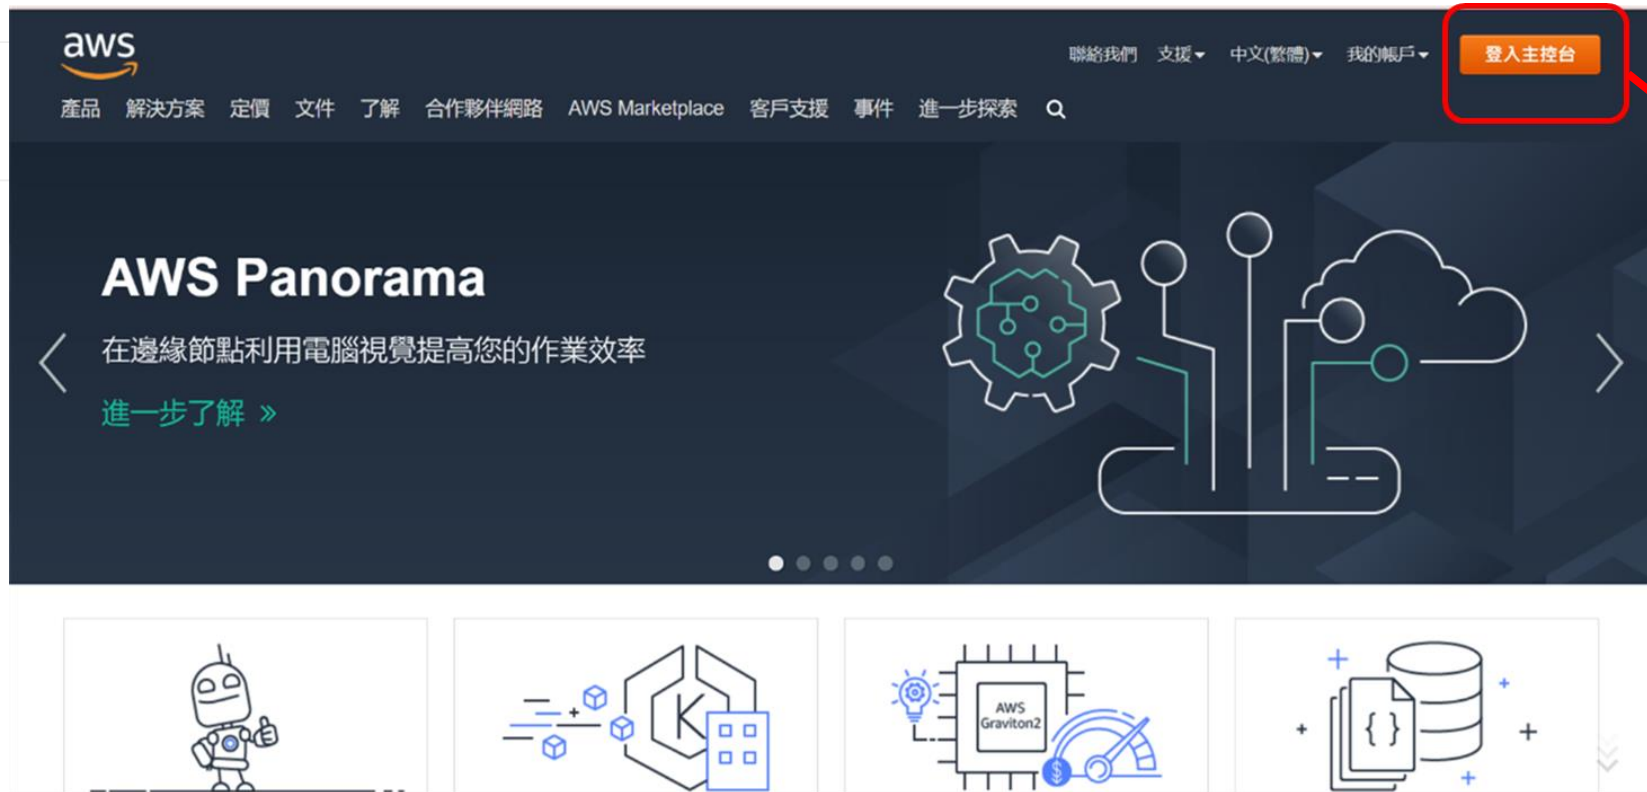 aws
聯絡我們 支援 中文(繁體) 我的帳戶 登入主控台
產品 解決方案 定價 文件 了解 合作夥伴網路 AWS Marketplace 客戶支援 事件 進一步探索
AWS Panorama
在邊緣節點利用電腦視覺提高您的作業效率
進一步了解 »
K
AWS
Graviton2
$
{ }